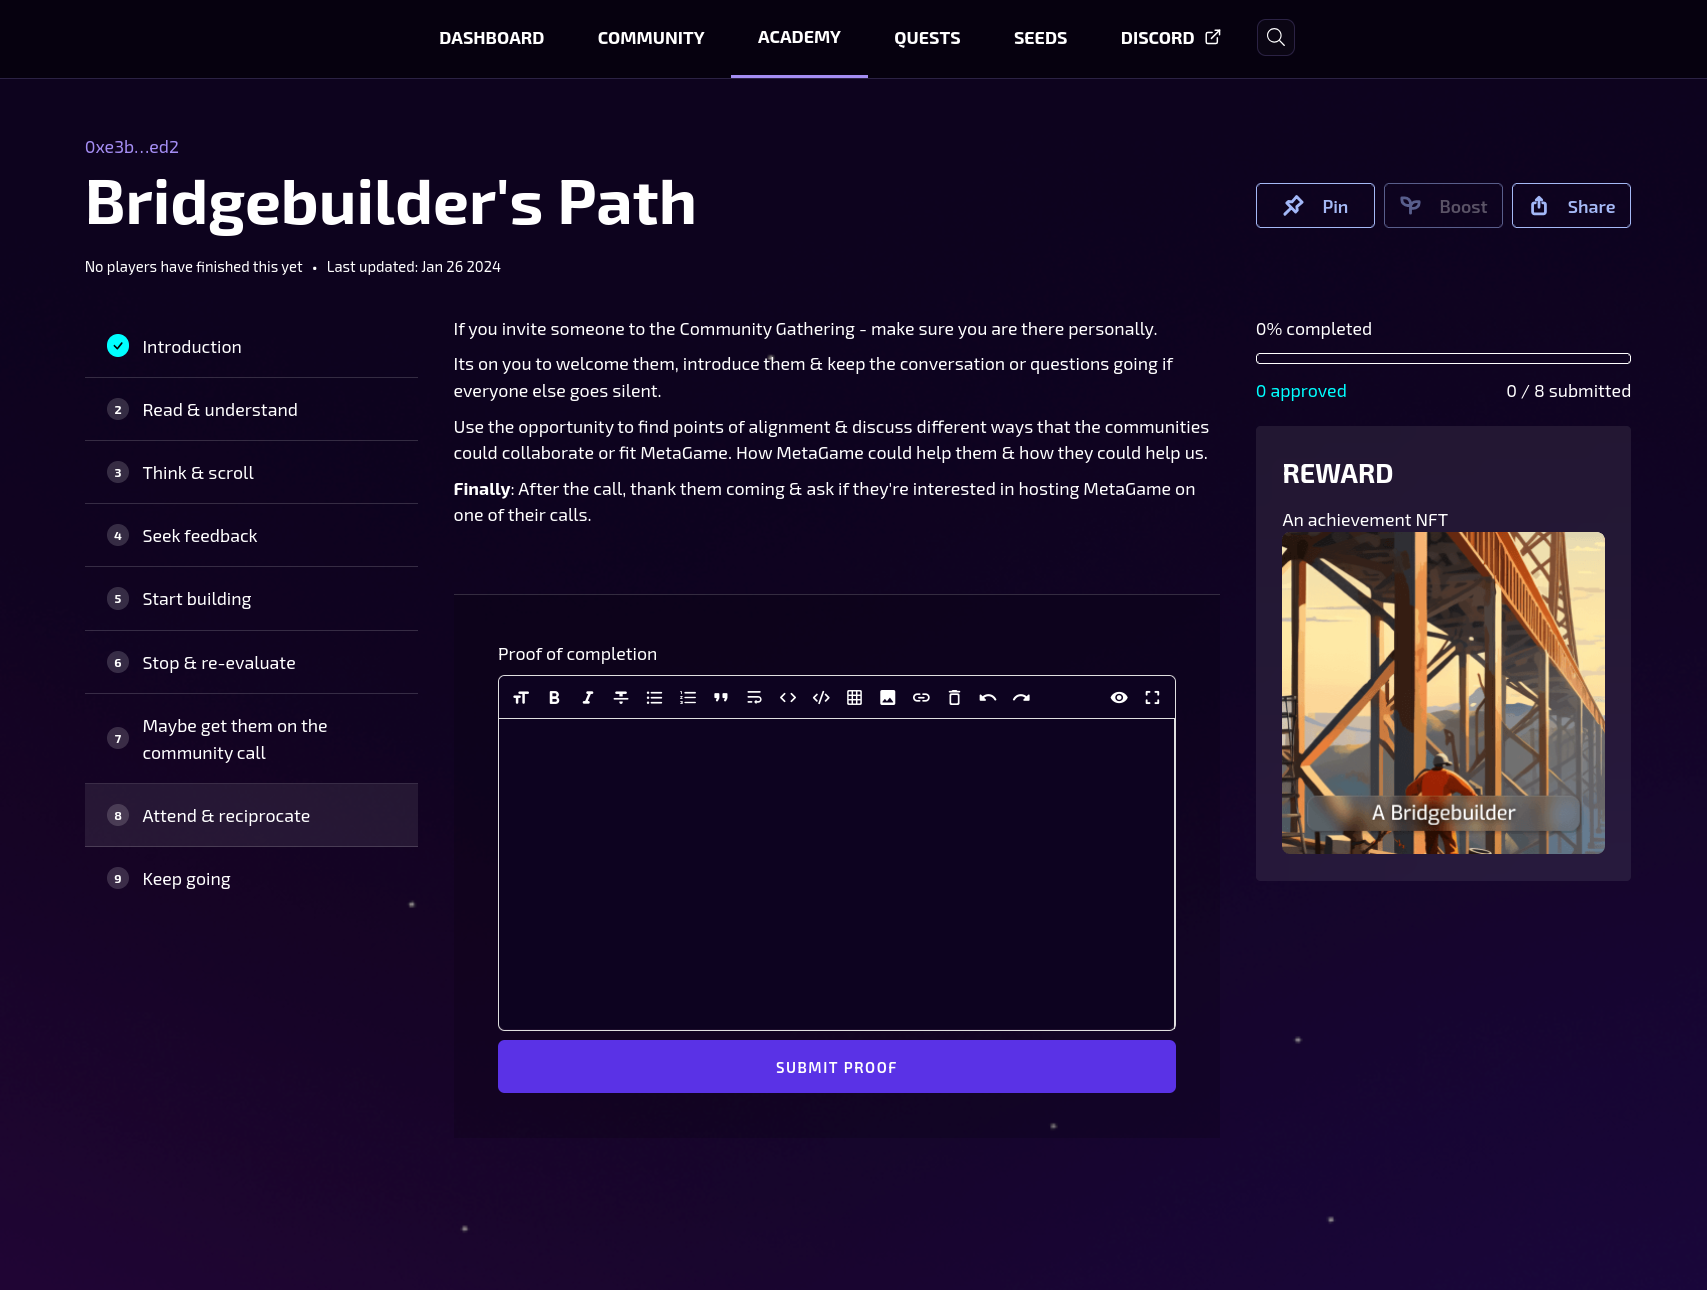 DASHBOARD COMMUNITY ACADEMY QUESTS SEEDS DISCORD
0xe3b...ed2
Bridgebuilder's Path
Pin Boost Share
No players have finished this yet • Last updated: Jan 26 2024
Introduction
2 Read & understand
3 Think & scroll
4 Seek feedback
5 Start building
6 Stop & re-evaluate
7 Maybe get them on the
community call
8 Attend & reciprocate
9 Keep going
If you invite someone to the Community Gathering - make sure you are there personally.
Its on you to welcome them, introduce them & keep the conversation or questions going if
everyone else goes silent.
Use the opportunity to find points of alignment & discuss different ways that the communities
could collaborate or fit MetaGame. How MetaGame could help them & how they could help us.
Finally: After the call, thank them coming & ask if they're interested in hosting MetaGame on
one of their calls.
Proof of completion
SUBMIT PROOF
0% completed
0 approved 0 / 8 submitted
REWARD
An achievement NFT
A Bridgebuilder